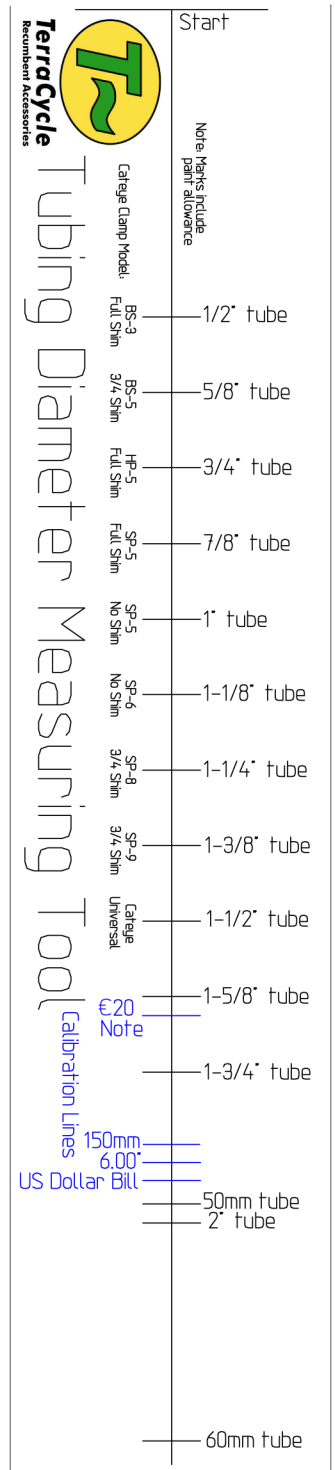 Start
TerraCycle
Recumbent Accessories
Note: Marks include
paint allowance
Tubing Diameter Measuring Tool
Cateye Clamp Model:
BS-3
Full Shim
1/2" tube
BS-5
3/4 Shim
5/8" tube
HP-5
Full Shim
3/4" tube
SP-5
Full Shim
7/8" tube
SP-5
No Shim
1" tube
SP-6
No Shim
1-1/8" tube
SP-8
3/4 Shim
1-1/4" tube
SP-9
3/4 Shim
1-3/8" tube
Cateye
Universal
1-1/2" tube
1-5/8" tube
€20
Note
Calibration Lines
1-3/4" tube
150mm
6.00"
US Dollar Bill
50mm tube
2" tube
60mm tube